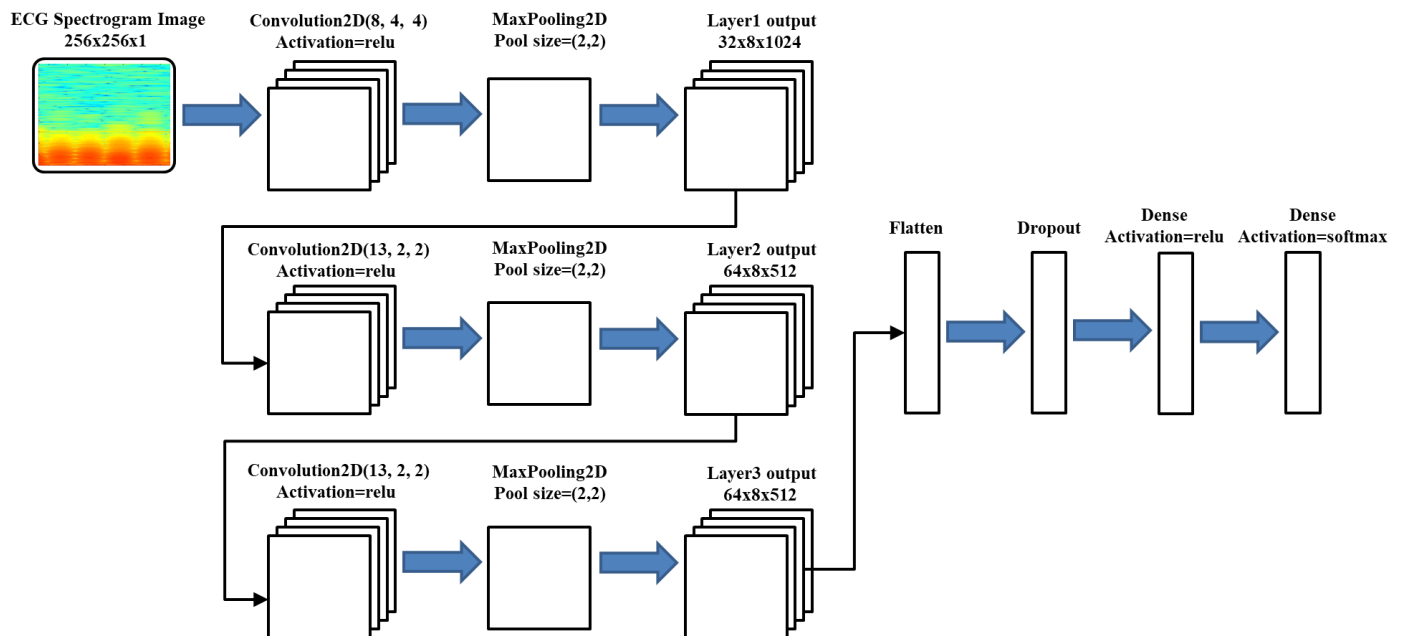 ECG Spectrogram Image
256x256x1
Convolution2D(8, 4, 4)
Activation=relu
MaxPooling2D
Pool size=(2,2)
Layer1 output
32x8x1024
Convolution2D(13, 2, 2)
Activation=relu
MaxPooling2D
Pool size=(2,2)
Layer2 output
64x8x512
Convolution2D(13, 2, 2)
Activation=relu
MaxPooling2D
Pool size=(2,2)
Layer3 output
64x8x512
Flatten
Dropout
Dense
Activation=relu
Dense
Activation=softmax